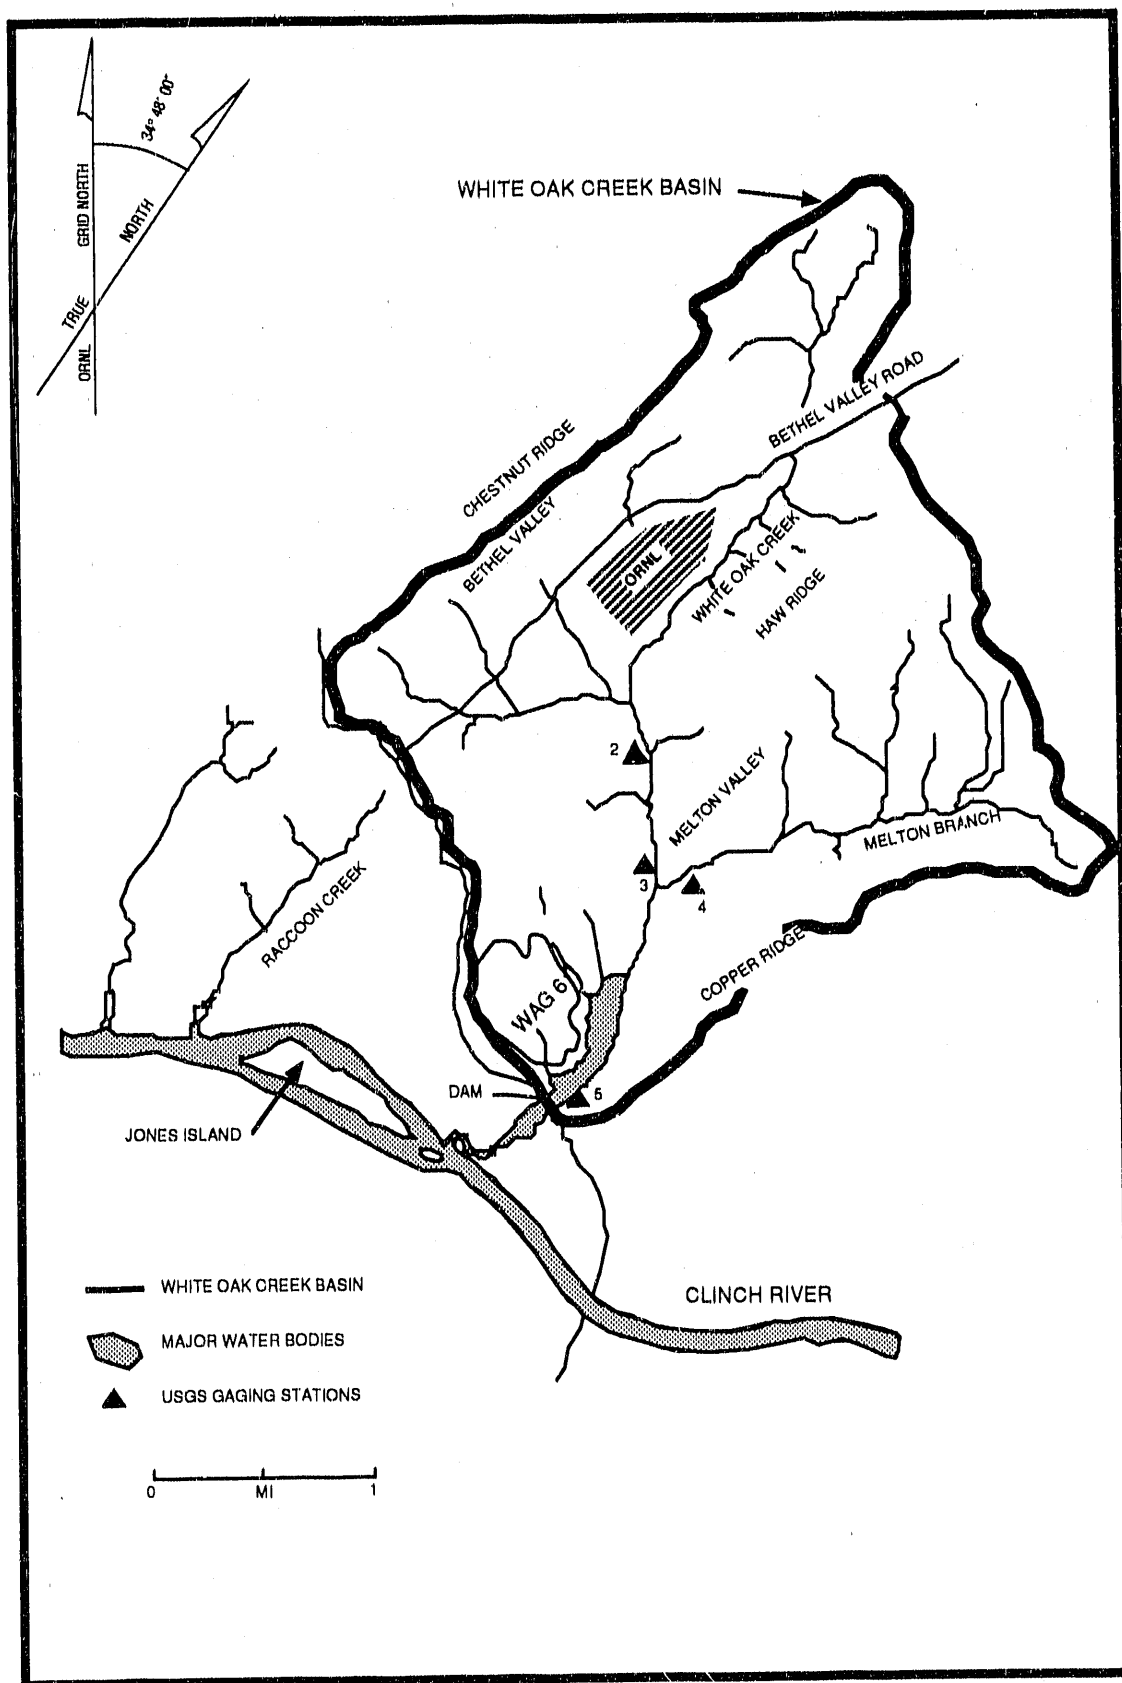 34° 48' 00"
ORNL GRID NORTH
TRUE NORTH
WHITE OAK CREEK BASIN
BETHEL VALLEY ROAD
CHESTNUT RIDGE
BETHEL VALLEY
ORNL
WHITE OAK CREEK
HAW RIDGE
2
MELTON VALLEY
MELTON BRANCH
3
4
RACCOON CREEK
COPPER RIDGE
WAG 6
DAM
5
JONES ISLAND
CLINCH RIVER
WHITE OAK CREEK BASIN
MAJOR WATER BODIES
USGS GAGING STATIONS
0 MI 1